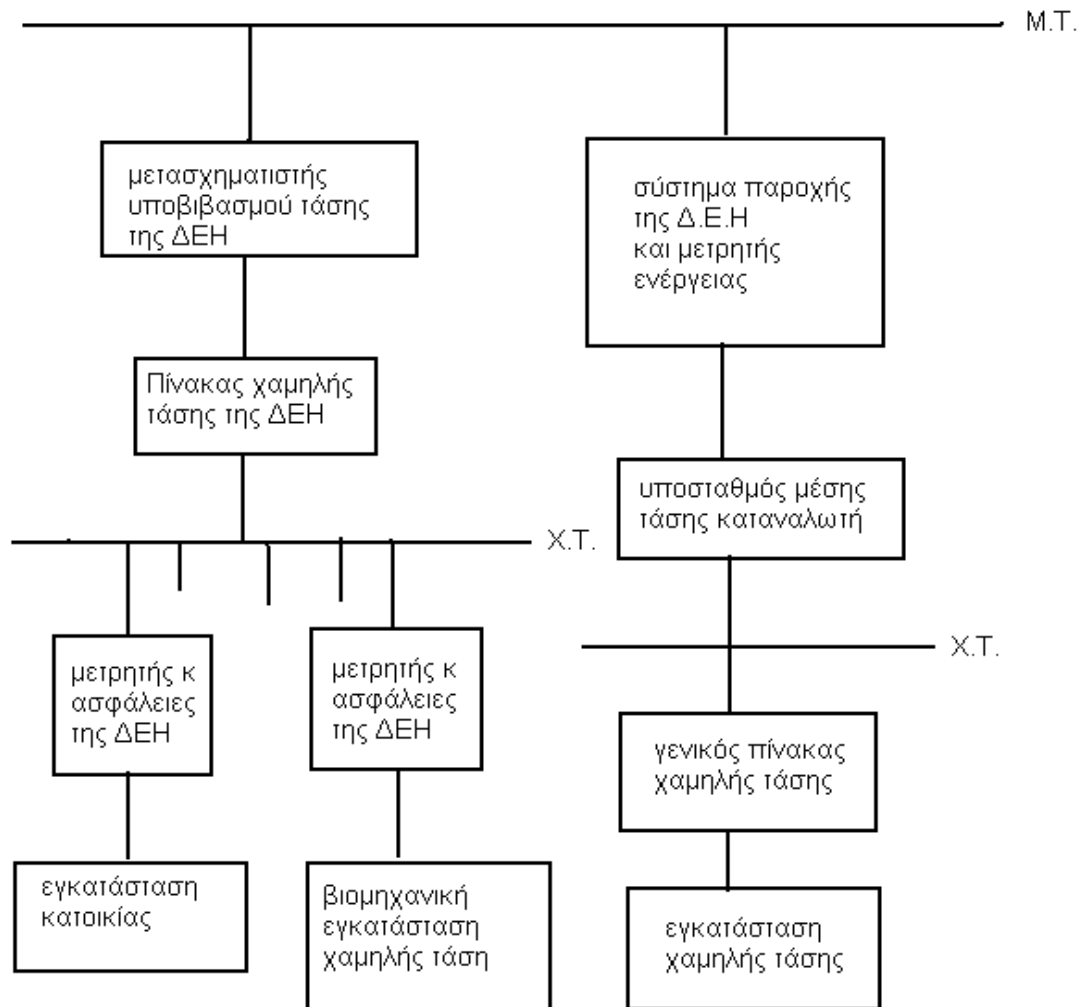 Μ.Τ.
μετασχηματιστής
υποβιβασμού τάσης
της ΔΕΗ
σύστημα παροχής
της Δ.Ε.Η
και μετρητής
ενέργειας
Πίνακας χαμηλής
τάσης της ΔΕΗ
υποσταθμός μέσης
τάσης καταναλωτή
Χ.Τ.
Χ.Τ.
μετρητής κ
ασφάλειες
της ΔΕΗ
μετρητής κ
ασφάλειες
της ΔΕΗ
γενικός πίνακας
χαμηλής τάσης
εγκατάσταση
κατοικίας
βιομηχανική
εγκατάσταση
χαμηλής τάση
εγκατάσταση
χαμηλής τάσης